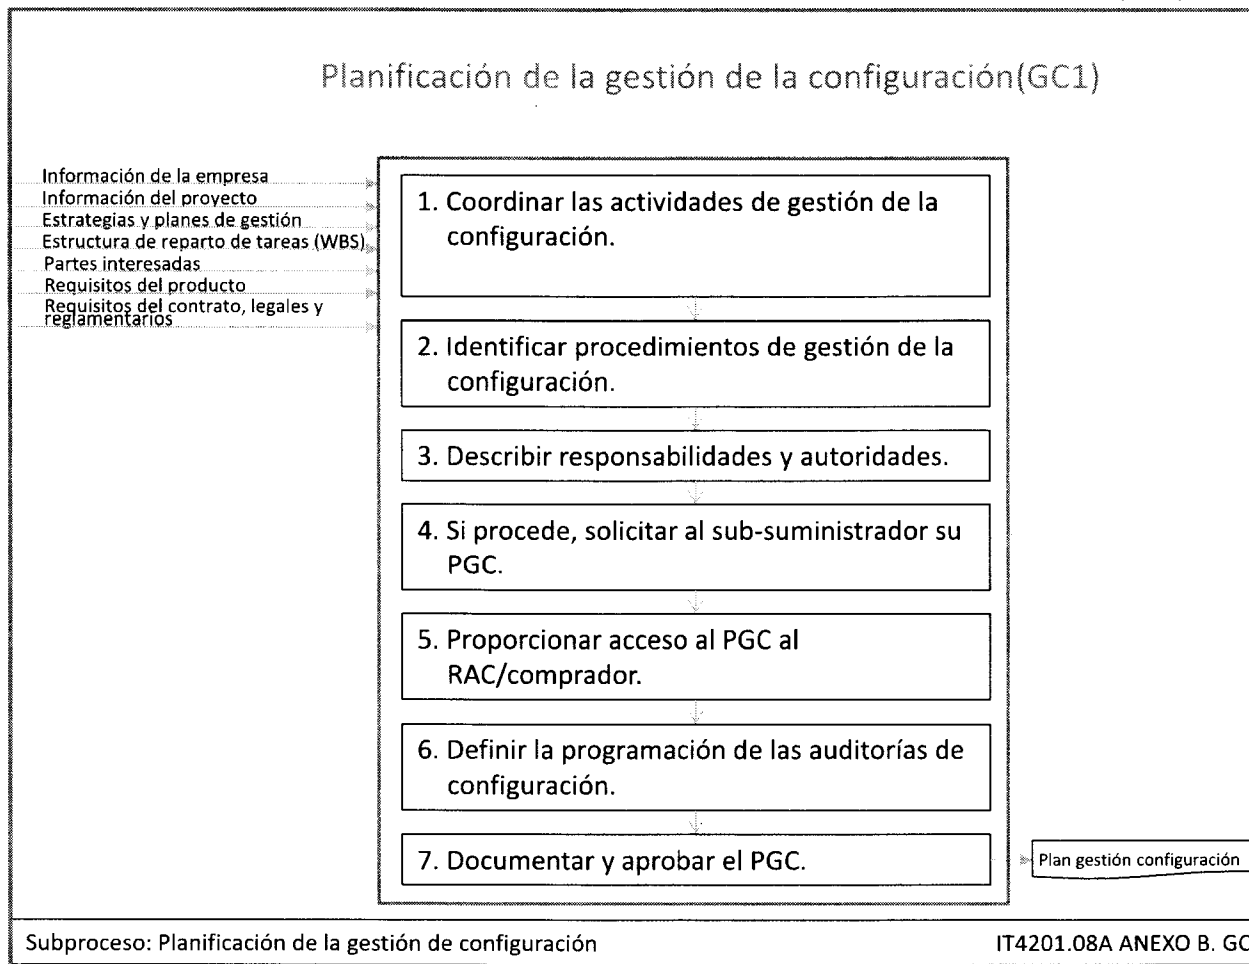 Planificación de la gestión de la configuración(GC1)
Información de la empresa
Información del proyecto
Estrategias y planes de gestión
Estructura de reparto de tareas (WBS)
Partes interesadas
Requisitos del producto
Requisitos del contrato, legales y
reglamentarios
1. Coordinar las actividades de gestión de la
configuración.
2. Identificar procedimientos de gestión de la
configuración.
3. Describir responsabilidades y autoridades.
4. Si procede, solicitar al sub-suministrador su
PGC.
5. Proporcionar acceso al PGC al
RAC/comprador.
6. Definir la programación de las auditorías de
configuración.
7. Documentar y aprobar el PGC.
Plan gestión configuración
Subproceso: Planificación de la gestión de configuración
IT4201.08A ANEXO B. GC